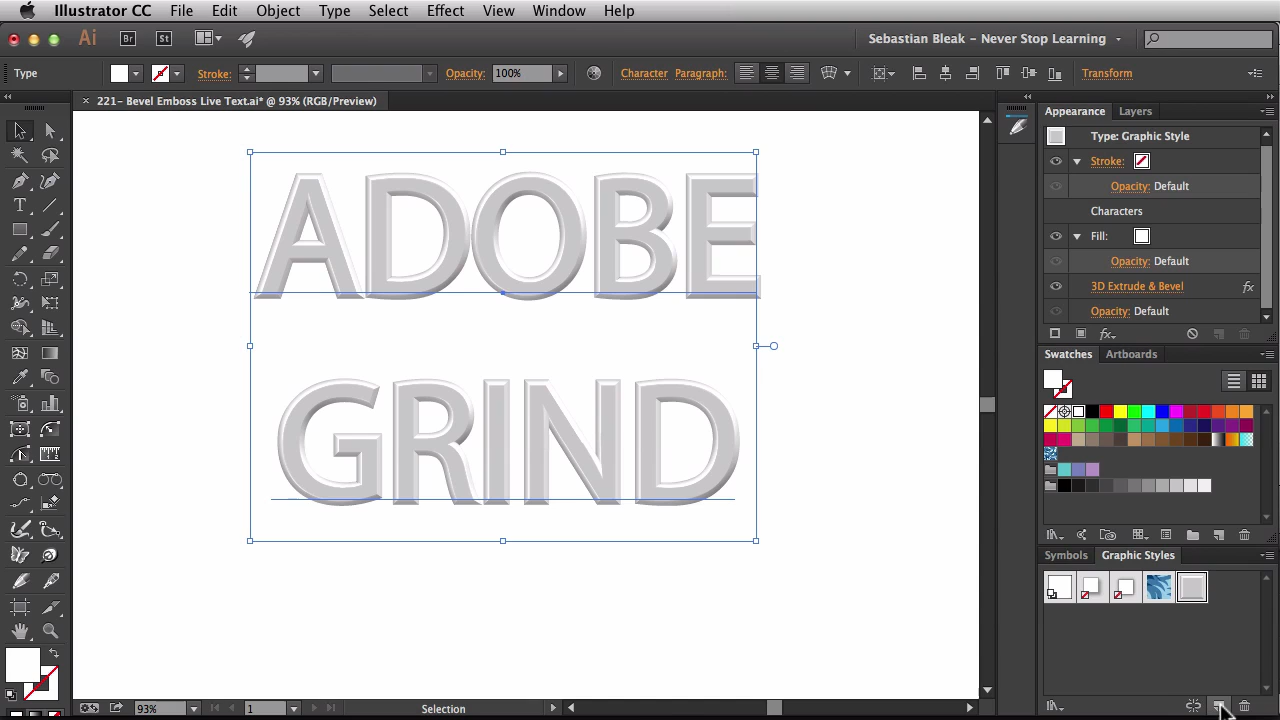 Illustrator CC File Edit Object Type Select Effect View Window Help
Ai Br St Sebastian Bleak – Never Stop Learning
Type Stroke: Opacity: 100% Character Paragraph: Transform
× 221– Bevel Emboss Live Text.ai* @ 93% (RGB/Preview)
Appearance Layers
Type: Graphic Style
Stroke:
Opacity: Default
Characters
Fill:
Opacity: Default
3D Extrude & Bevel fx
Opacity: Default
fx.
ADOBE
GRIND
Swatches Artboards
Symbols Graphic Styles
93% 1 Selection